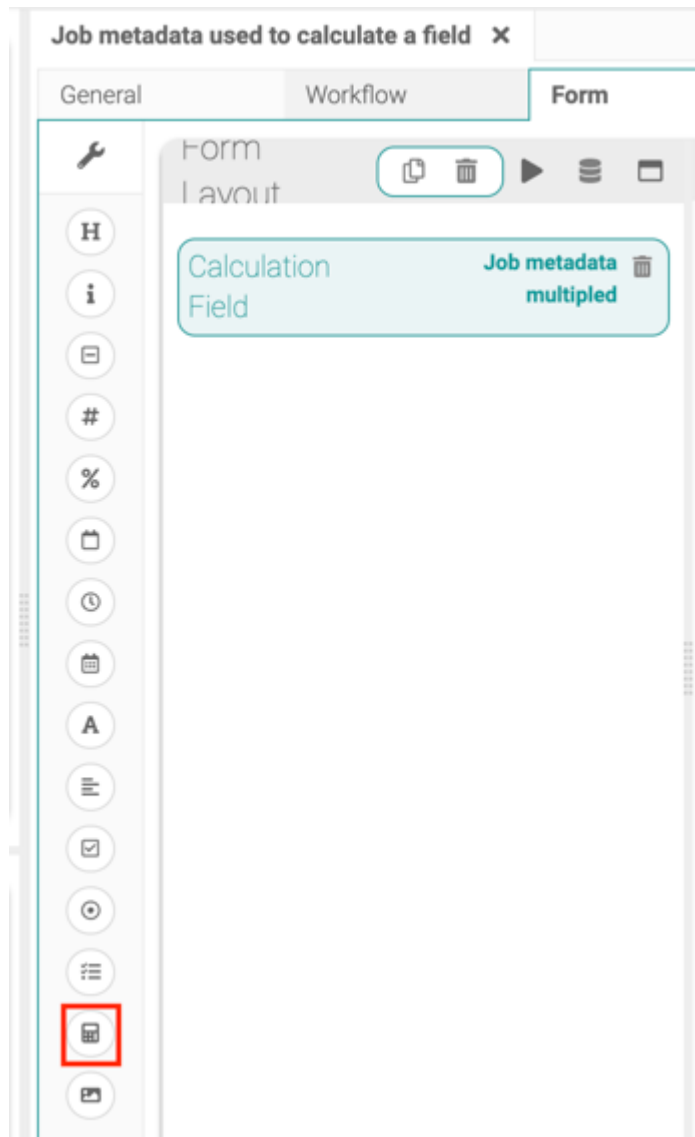 Job metadata used to calculate a field ×
General Workflow Form
Form
Layout
H
i
#
%
A
Calculation Job metadata
Field multipled